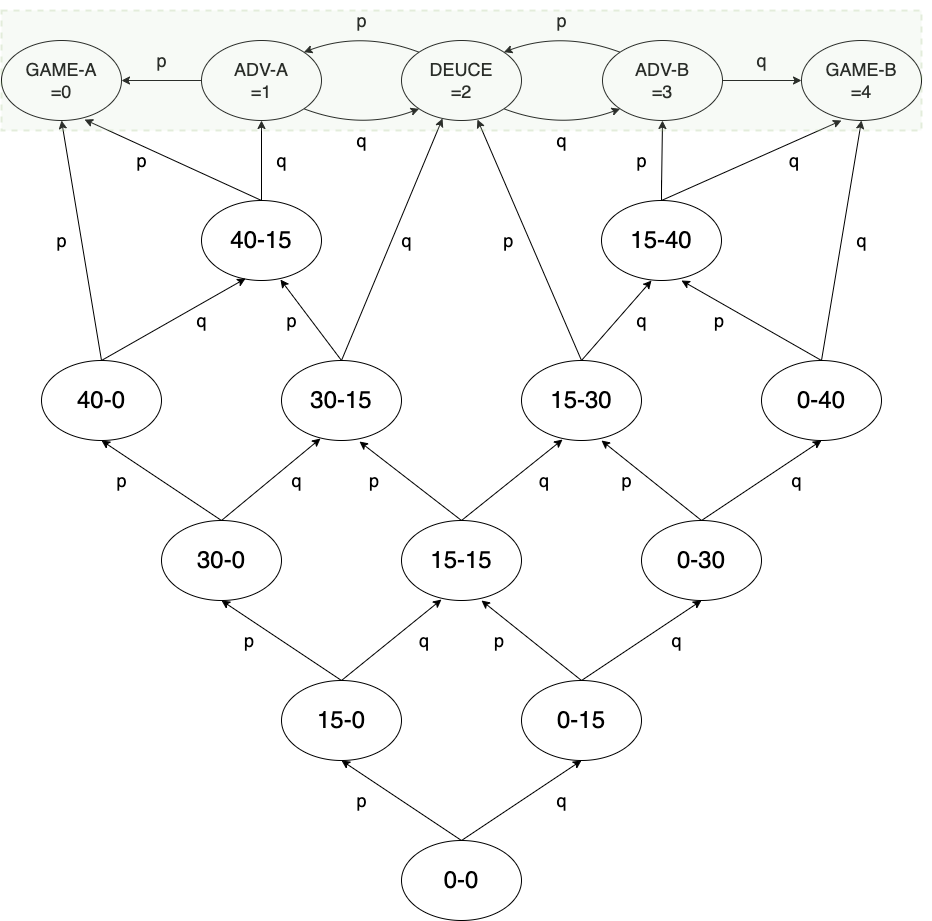 p
p
GAME-A
=0
p
ADV-A
=1
DEUCE
=2
ADV-B
=3
q
GAME-B
=4
q
q
p
q
p
q
p
q
p
q
40-15
15-40
q
p
q
p
40-0
30-15
15-30
0-40
p
q
p
q
p
q
30-0
15-15
0-30
p
q
p
q
15-0
0-15
p
q
0-0